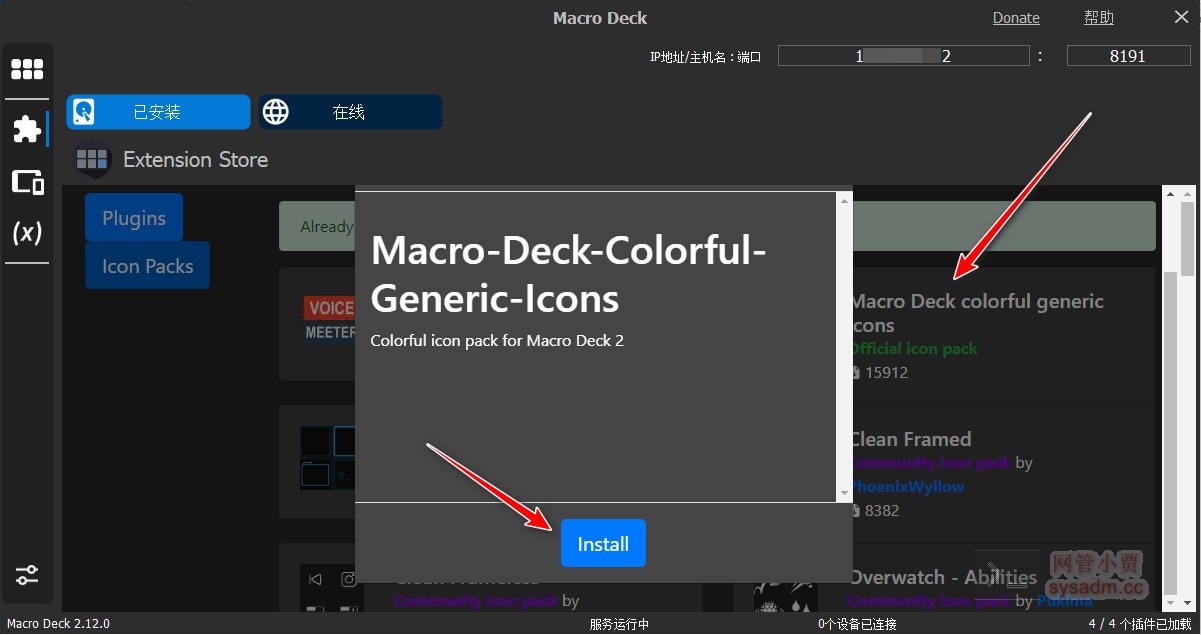 Macro Deck
Donate
帮助
IP地址/主机名：端口
1
2
:
8191
已安装
在线
Extension Store
Plugins
Icon Packs
Already
VOICE
MEETER
Macro-Deck-Colorful-
Generic-Icons
Colorful icon pack for Macro Deck 2
Install
Macro Deck colorful generic
icons
Official icon pack
15912
Clean Framed
Community icon pack by
PhoenixWyllow
8382
Clean Frameless
Community icon pack by
Overwatch - Abilities
Community icon pack by Pukima
网管小贾
sysadm.cc
(x)
Macro Deck 2.12.0
服务运行中
0个设备已连接
4 / 4 个插件已加载